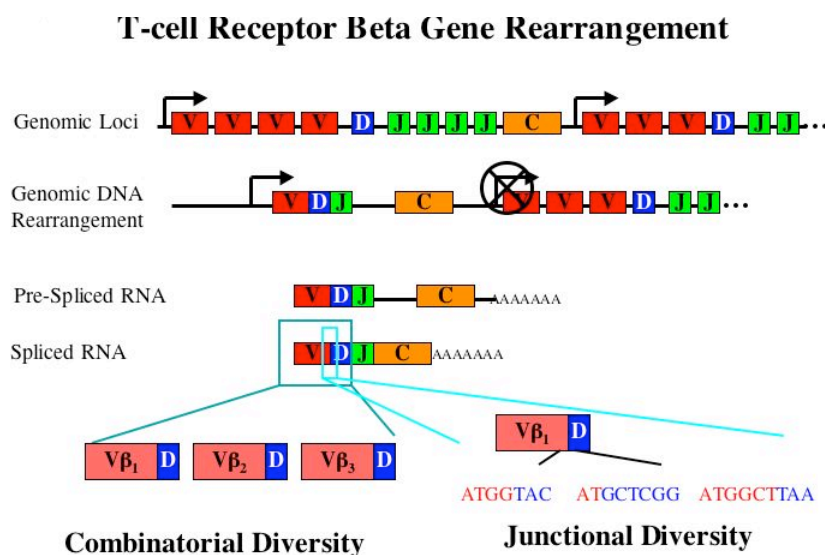 T-cell Receptor Beta Gene Rearrangement
Genomic Loci
V V V V D J J J J C V V V D J J ...
Genomic DNA
Rearrangement
V D J C V V V D J J ...
Pre-Spliced RNA
V D J C AAAAAAA
Spliced RNA
V D J C AAAAAAA
Vβ1 D Vβ2 D Vβ3 D
Vβ1 D
ATGGTAC ATGCTCGG ATGGCTTAA
Combinatorial Diversity
Junctional Diversity